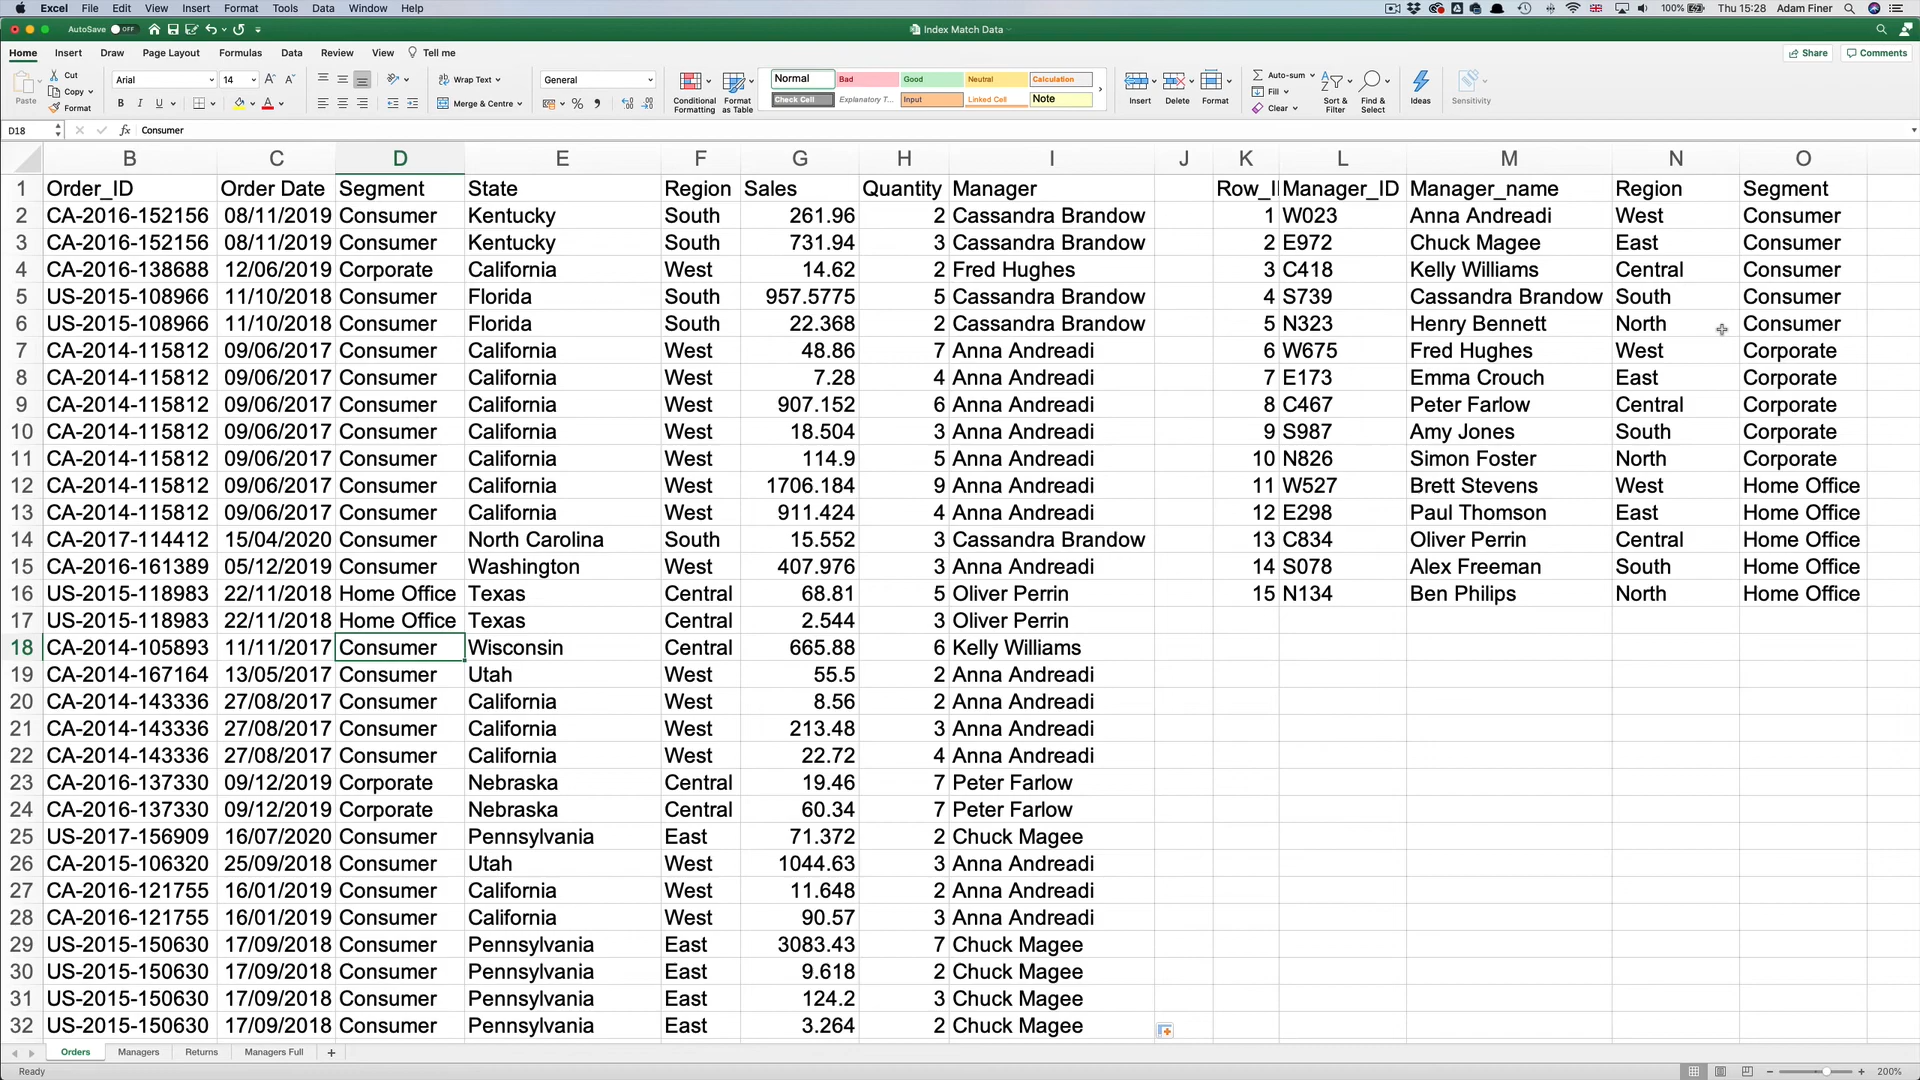 Excel File Edit View Insert Format Tools Data Window Help 100% Thu 15:28 Adam Finer
AutoSave OFF Index Match Data
Home Insert Draw Page Layout Formulas Data Review View Tell me Share Comments
Paste Cut Copy Format Arial 14 Wrap Text Merge & Centre General Conditional Formatting Format as Table Normal Bad Good Neutral Calculation Check Cell Explanatory T... Input Linked Cell Note Insert Delete Format Auto-sum Fill Clear Sort & Filter Find & Select Ideas Sensitivity
D18 fx Consumer
B C D E F G H I J K L M N O
1 Order_ID Order Date Segment State Region Sales Quantity Manager Row_I Manager_ID Manager_name Region Segment
2 CA-2016-152156 08/11/2019 Consumer Kentucky South 261.96 2 Cassandra Brandow 1 W023 Anna Andreadi West Consumer
3 CA-2016-152156 08/11/2019 Consumer Kentucky South 731.94 3 Cassandra Brandow 2 E972 Chuck Magee East Consumer
4 CA-2016-138688 12/06/2019 Corporate California West 14.62 2 Fred Hughes 3 C418 Kelly Williams Central Consumer
5 US-2015-108966 11/10/2018 Consumer Florida South 957.5775 5 Cassandra Brandow 4 S739 Cassandra Brandow South Consumer
6 US-2015-108966 11/10/2018 Consumer Florida South 22.368 2 Cassandra Brandow 5 N323 Henry Bennett North Consumer
7 CA-2014-115812 09/06/2017 Consumer California West 48.86 7 Anna Andreadi 6 W675 Fred Hughes West Corporate
8 CA-2014-115812 09/06/2017 Consumer California West 7.28 4 Anna Andreadi 7 E173 Emma Crouch East Corporate
9 CA-2014-115812 09/06/2017 Consumer California West 907.152 6 Anna Andreadi 8 C467 Peter Farlow Central Corporate
10 CA-2014-115812 09/06/2017 Consumer California West 18.504 3 Anna Andreadi 9 S987 Amy Jones South Corporate
11 CA-2014-115812 09/06/2017 Consumer California West 114.9 5 Anna Andreadi 10 N826 Simon Foster North Corporate
12 CA-2014-115812 09/06/2017 Consumer California West 1706.184 9 Anna Andreadi 11 W527 Brett Stevens West Home Office
13 CA-2014-115812 09/06/2017 Consumer California West 911.424 4 Anna Andreadi 12 E298 Paul Thomson East Home Office
14 CA-2017-114412 15/04/2020 Consumer North Carolina South 15.552 3 Cassandra Brandow 13 C834 Oliver Perrin Central Home Office
15 CA-2016-161389 05/12/2019 Consumer Washington West 407.976 3 Anna Andreadi 14 S078 Alex Freeman South Home Office
16 US-2015-118983 22/11/2018 Home Office Texas Central 68.81 5 Oliver Perrin 15 N134 Ben Philips North Home Office
17 US-2015-118983 22/11/2018 Home Office Texas Central 2.544 3 Oliver Perrin
18 CA-2014-105893 11/11/2017 Consumer Wisconsin Central 665.88 6 Kelly Williams
19 CA-2014-167164 13/05/2017 Consumer Utah West 55.5 2 Anna Andreadi
20 CA-2014-143336 27/08/2017 Consumer California West 8.56 2 Anna Andreadi
21 CA-2014-143336 27/08/2017 Consumer California West 213.48 3 Anna Andreadi
22 CA-2014-143336 27/08/2017 Consumer California West 22.72 4 Anna Andreadi
23 CA-2016-137330 09/12/2019 Corporate Nebraska Central 19.46 7 Peter Farlow
24 CA-2016-137330 09/12/2019 Corporate Nebraska Central 60.34 7 Peter Farlow
25 US-2017-156909 16/07/2020 Consumer Pennsylvania East 71.372 2 Chuck Magee
26 CA-2015-106320 25/09/2018 Consumer Utah West 1044.63 3 Anna Andreadi
27 CA-2016-121755 16/01/2019 Consumer California West 11.648 2 Anna Andreadi
28 CA-2016-121755 16/01/2019 Consumer California West 90.57 3 Anna Andreadi
29 US-2015-150630 17/09/2018 Consumer Pennsylvania East 3083.43 7 Chuck Magee
30 US-2015-150630 17/09/2018 Consumer Pennsylvania East 9.618 2 Chuck Magee
31 US-2015-150630 17/09/2018 Consumer Pennsylvania East 124.2 3 Chuck Magee
32 US-2015-150630 17/09/2018 Consumer Pennsylvania East 3.264 2 Chuck Magee
Orders Managers Returns Managers Full
Ready 200%